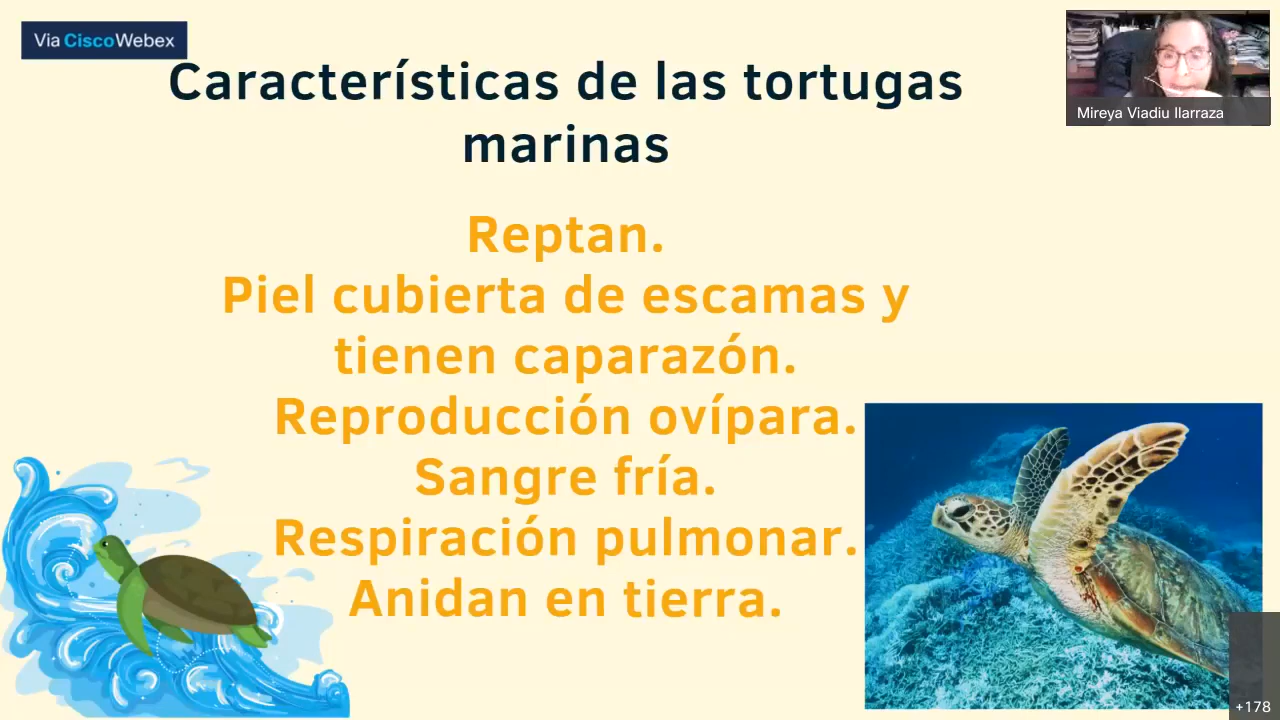 Via CiscoWebex
Características de las tortugas
marinas
Mireya Viadiu Ilarraza
Reptan.
Piel cubierta de escamas y
tienen caparazón.
Reproducción ovípara.
Sangre fría.
Respiración pulmonar.
Anidan en tierra.
+178